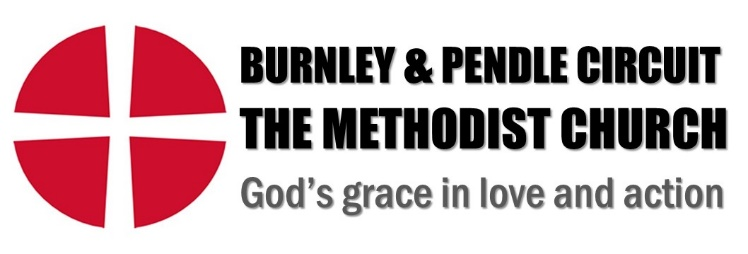 BURNLEY & PENDLE CIRCUIT
THE METHODIST CHURCH
God's grace in love and action